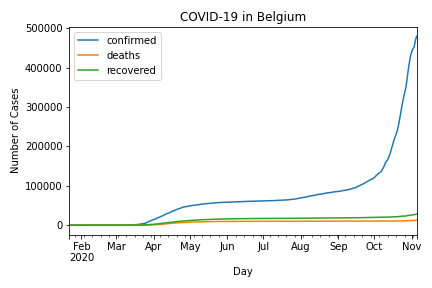 COVID-19 in Belgium
500000
400000
300000
200000
100000
0
Number of Cases
confirmed
deaths
recovered
Feb Mar Apr May Jun Jul Aug Sep Oct Nov
2020
Day